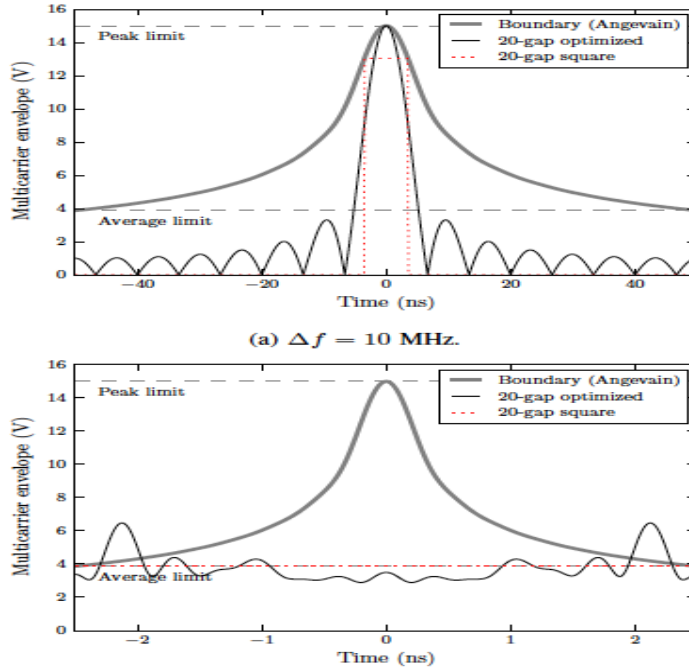 16
14
12
10
8
6
4
2
0
Multicarrier envelope (V)
Peak limit
Average limit
Boundary (Angevain)
20-gap optimized
20-gap square
−40
−20
0
20
40
Time (ns)
(a) Δf = 10 MHz.
16
14
12
10
8
6
4
2
0
Multicarrier envelope (V)
Peak limit
Average limit
Boundary (Angevain)
20-gap optimized
20-gap square
−2
−1
0
1
2
Time (ns)